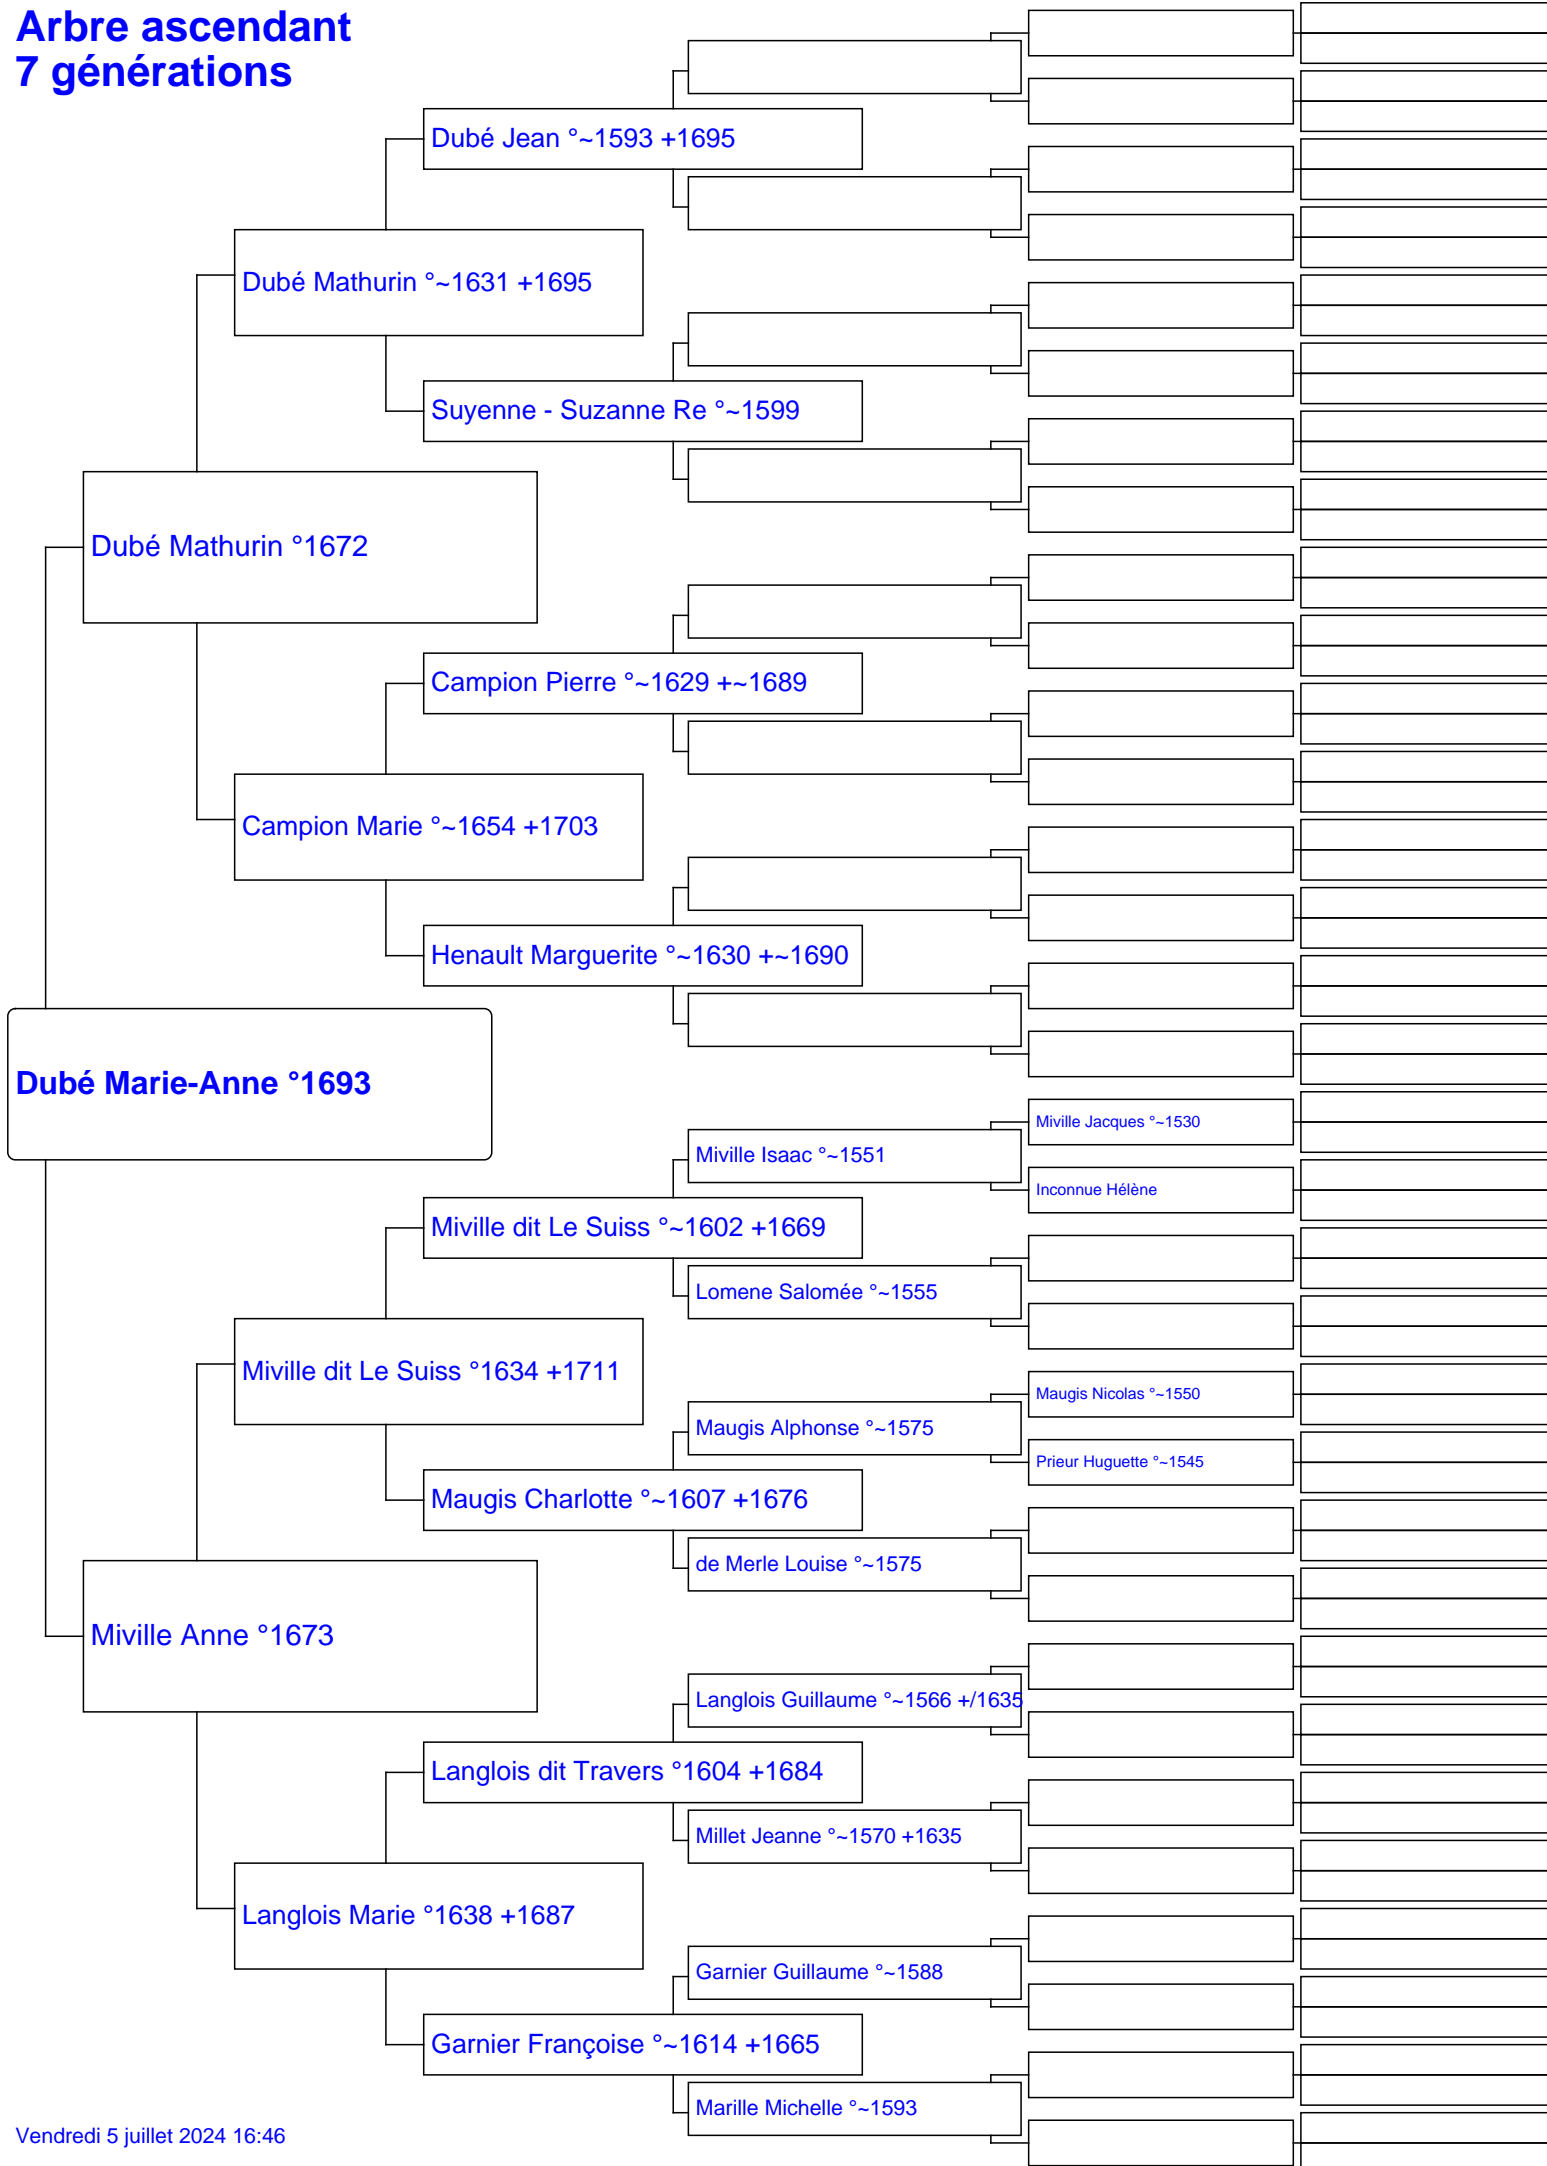 Arbre ascendant
7 générations
Dubé Jean °~1593 +1695
Dubé Mathurin °~1631 +1695
Suyenne - Suzanne Re °~1599
Dubé Mathurin °1672
Campion Pierre °~1629 +~1689
Campion Marie °~1654 +1703
Henault Marguerite °~1630 +~1690
Dubé Marie-Anne °1693
Miville Jacques °~1530
Miville Isaac °~1551
Inconnue Hélène
Miville dit Le Suiss °~1602 +1669
Lomene Salomée °~1555
Miville dit Le Suiss °1634 +1711
Maugis Nicolas °~1550
Maugis Alphonse °~1575
Prieur Huguette °~1545
Maugis Charlotte °~1607 +1676
de Merle Louise °~1575
Miville Anne °1673
Langlois Guillaume °~1566 +/1635
Langlois dit Travers °1604 +1684
Millet Jeanne °~1570 +1635
Langlois Marie °1638 +1687
Garnier Guillaume °~1588
Garnier Françoise °~1614 +1665
Marille Michelle °~1593
Vendredi 5 juillet 2024 16:46